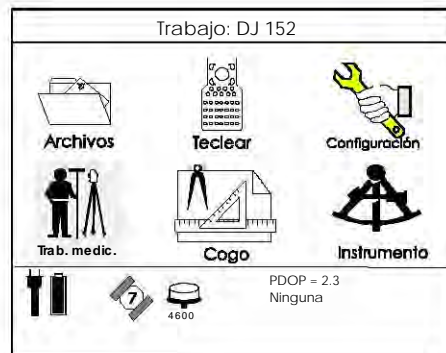 Trabajo: DJ 152
Archivos
Teclear
Configuración
Trab. medic.
Cogo
Instrumento
7
4600
PDOP = 2.3
Ninguna